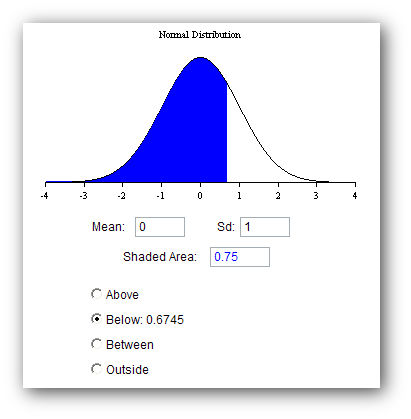 Normal Distribution
-4 -3 -2 -1 0 1 2 3 4
Mean: 0 Sd: 1
Shaded Area: 0.75
Above
Below: 0.6745
Between
Outside